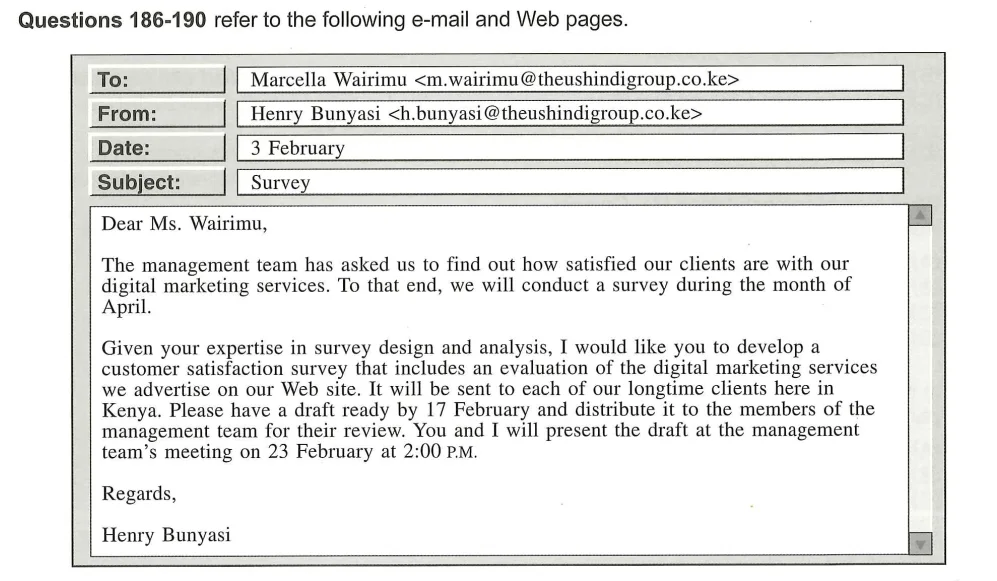 Questions 186-190 refer to the following e-mail and Web pages.
To: Marcella Wairimu <m.wairimu@theushindigroup.co.ke>
From: Henry Bunyasi <h.bunyasi@theushindigroup.co.ke>
Date: 3 February
Subject: Survey
Dear Ms. Wairimu,
The management team has asked us to find out how satisfied our clients are with our
digital marketing services. To that end, we will conduct a survey during the month of
April.
Given your expertise in survey design and analysis, I would like you to develop a
customer satisfaction survey that includes an evaluation of the digital marketing services
we advertise on our Web site. It will be sent to each of our longtime clients here in
Kenya. Please have a draft ready by 17 February and distribute it to the members of the
management team for their review. You and I will present the draft at the management
team's meeting on 23 February at 2:00 P.M.
Regards,
Henry Bunyasi